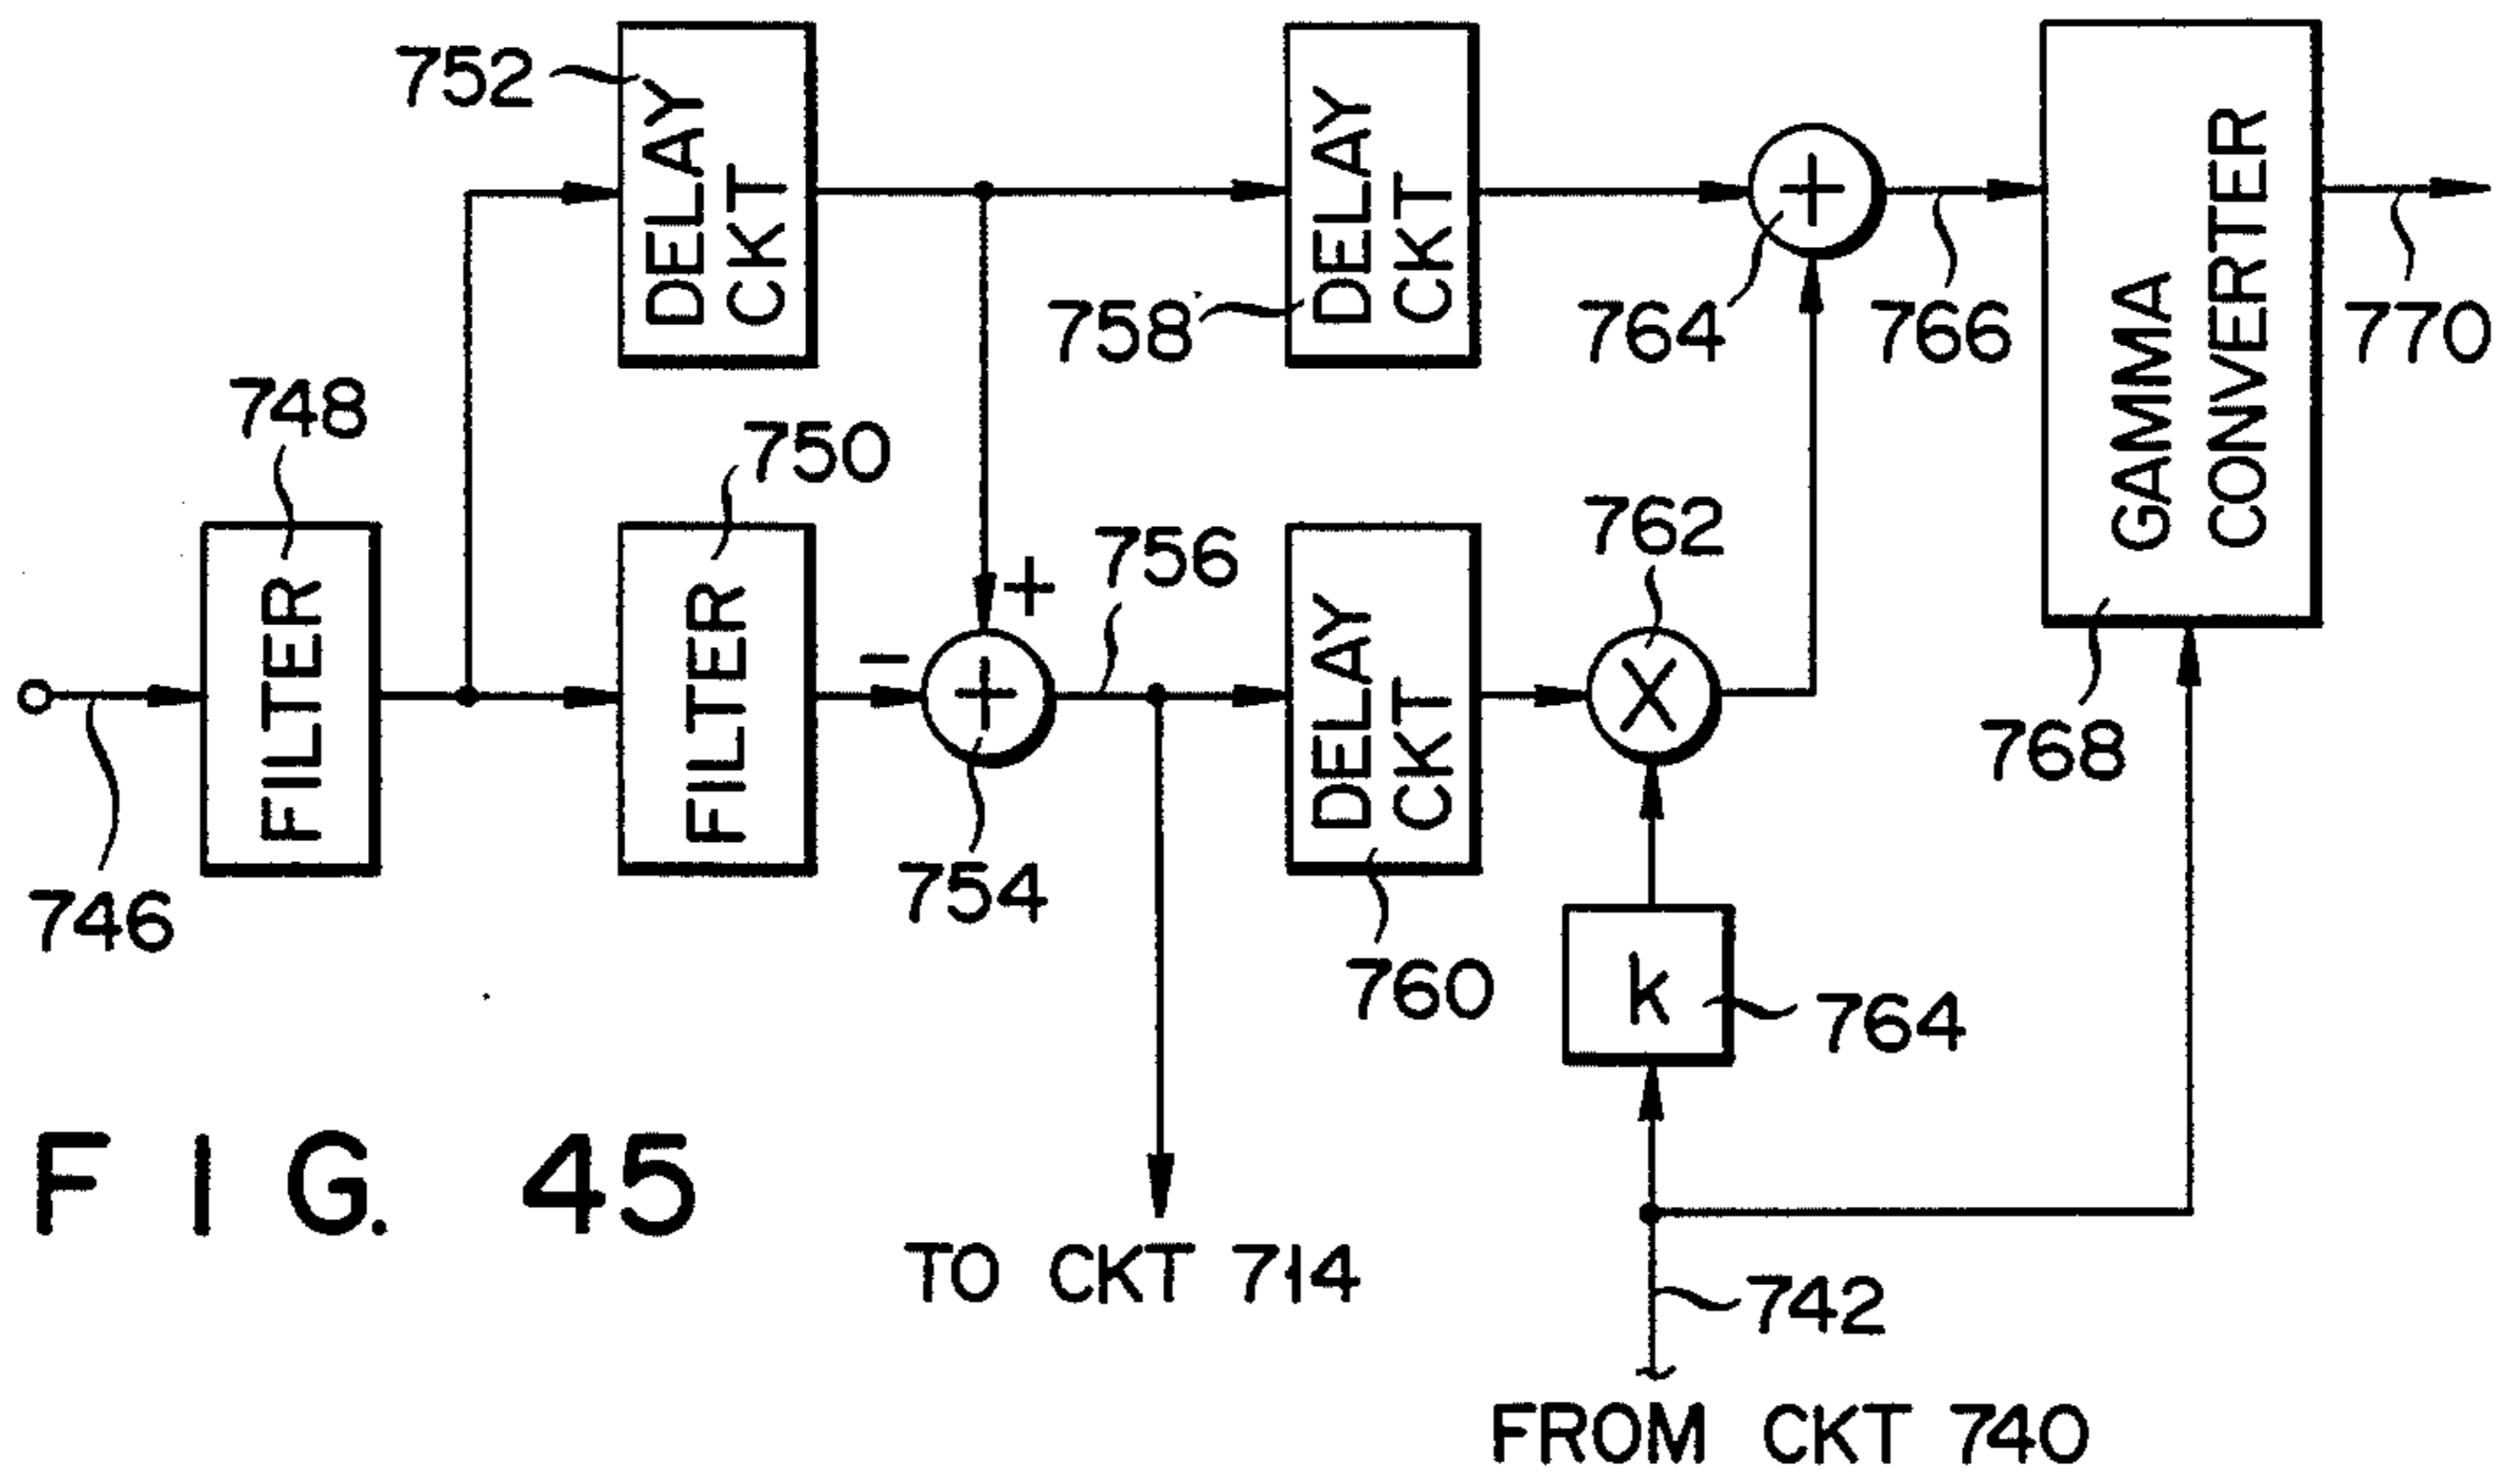 752
DELAY
CKT
758
DELAY
CKT
+
764
766
GAMMA
CONVERTER
770
748
FILTER
750
FILTER
746
+
-
+
754
756
DELAY
CKT
760
762
X
768
k
764
TO CKT 714
742
FROM CKT 740
FIG. 45